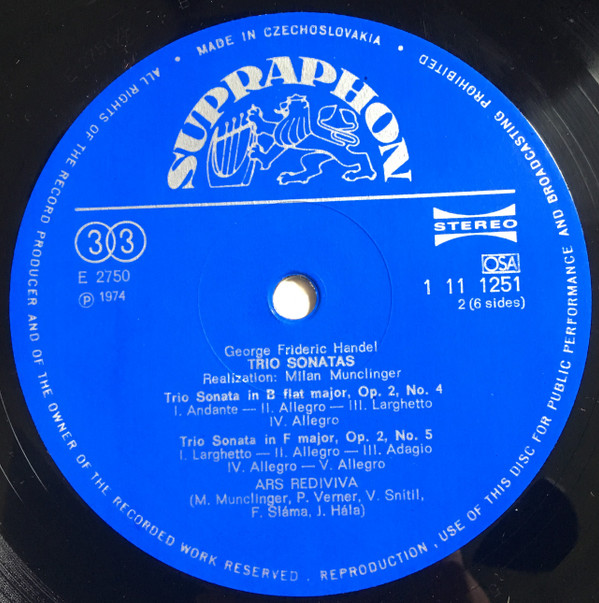 ALL RIGHTS OF THE RECORD PRODUCER AND OF THE OWNER OF THE RECORDED WORK RESERVED . REPRODUCTION , USE OF THIS DISC FOR PUBLIC PERFORMANCE AND BROADCASTING PROHIBITED
• MADE IN CZECHOSLOVAKIA •
SUPRAPHON
33
STEREO
E 2750
OSA
℗ 1974
1 11 1251
2 (6 sides)
George Frideric Handel
TRIO SONATAS
Realization: Milan Munclinger
Trio Sonata in B flat major, Op. 2, No. 4
I. Andante — II. Allegro — III. Larghetto
IV. Allegro
Trio Sonata in F major, Op. 2, No. 5
I. Larghetto — II. Allegro — III. Adagio
IV. Allegro — V. Allegro
ARS REDIVIVA
(M. Munclinger, P. Verner, V. Snítil,
F. Sláma, J. Hála)